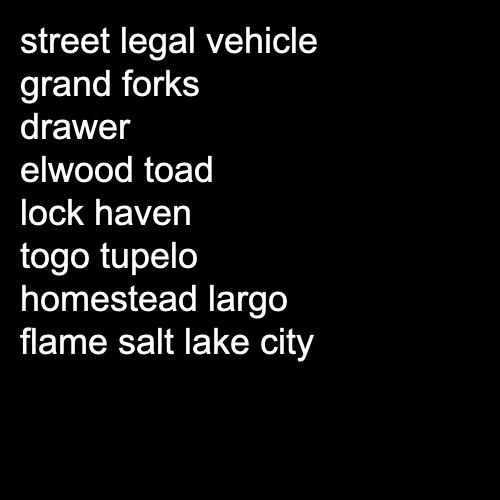 street legal vehicle
grand forks
drawer
elwood toad
lock haven
togo tupelo
homestead largo
flame salt lake city